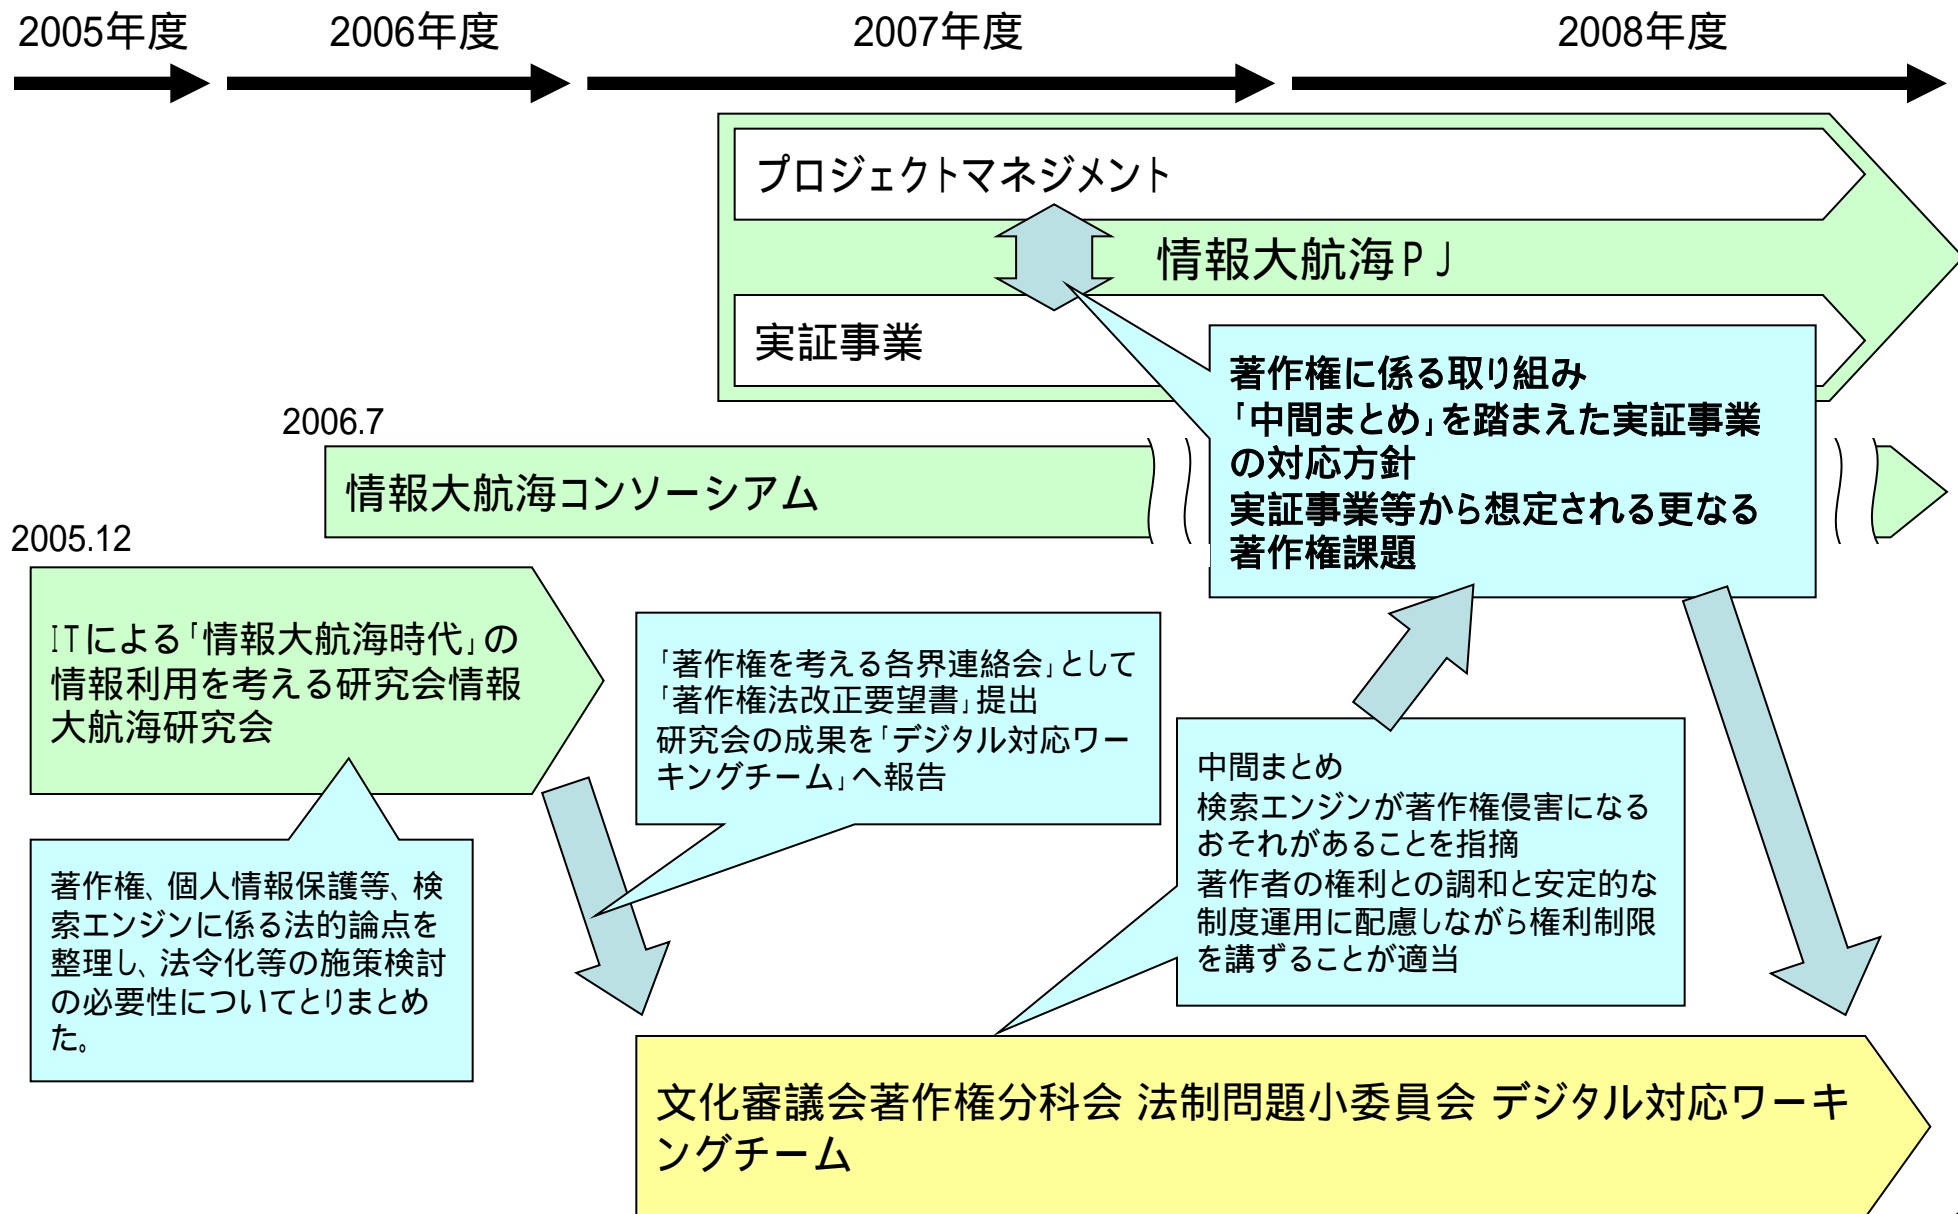 2005年度
2006年度
2007年度
2008年度
プロジェクトマネジメント
情報大航海PJ
実証事業
著作権に係る取り組み
「中間まとめ」を踏まえた実証事業
の対応方針
実証事業等から想定される更なる
著作権課題
2006.7
情報大航海コンソーシアム
2005.12
ITによる「情報大航海時代」の
情報利用を考える研究会情報
大航海研究会
「著作権を考える各界連絡会」として
「著作権法改正要望書」提出
研究会の成果を「デジタル対応ワー
キングチーム」へ報告
中間まとめ
検索エンジンが著作権侵害になる
おそれがあることを指摘
著作者の権利との調和と安定的な
制度運用に配慮しながら権利制限
を講ずることが適当
著作権、個人情報保護等、検
索エンジンに係る法的論点を
整理し、法令化等の施策検討
の必要性についてとりまとめ
た。
文化審議会著作権分科会 法制問題小委員会 デジタル対応ワーキ
ングチーム